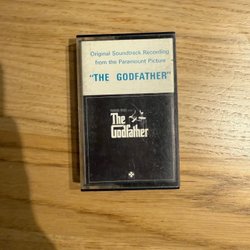 Original Soundtrack Recording
from the Paramount Picture
"THE GODFATHER"
The
Godfather